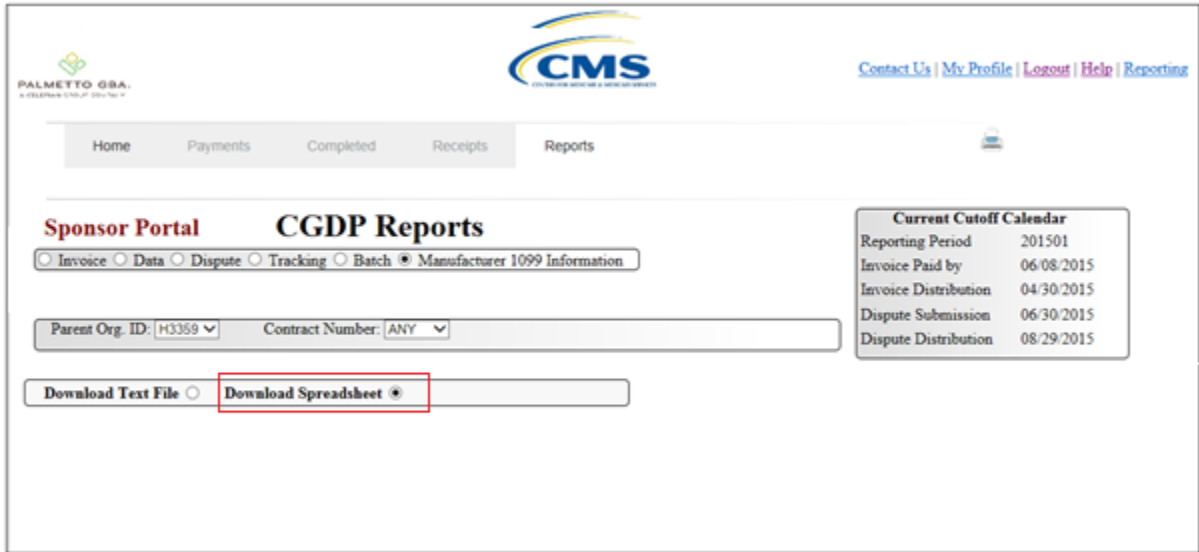 PALMETTO GBA.
CMS
Contact Us | My Profile | Logout | Help | Reporting
Home Payments Completed Receipts Reports
Sponsor Portal CGDP Reports
Invoice Data Dispute Tracking Batch Manufacturer 1099 Information
Current Cutoff Calendar
Reporting Period 201501
Invoice Paid by 06/08/2015
Invoice Distribution 04/30/2015
Dispute Submission 06/30/2015
Dispute Distribution 08/29/2015
Parent Org. ID: H3359 Contract Number: ANY
Download Text File Download Spreadsheet